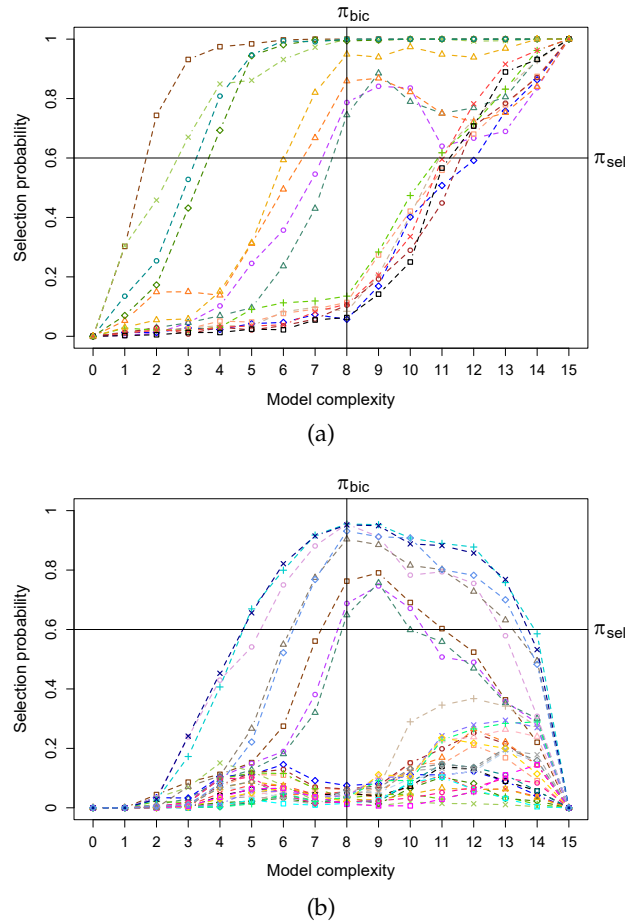 π_bic
1
0.8
0.6
0.4
0.2
0
Selection probability
π_sel
0 1 2 3 4 5 6 7 8 9 10 11 12 13 14 15
Model complexity
(a)
π_bic
1
0.8
0.6
0.4
0.2
0
Selection probability
π_sel
0 1 2 3 4 5 6 7 8 9 10 11 12 13 14 15
Model complexity
(b)